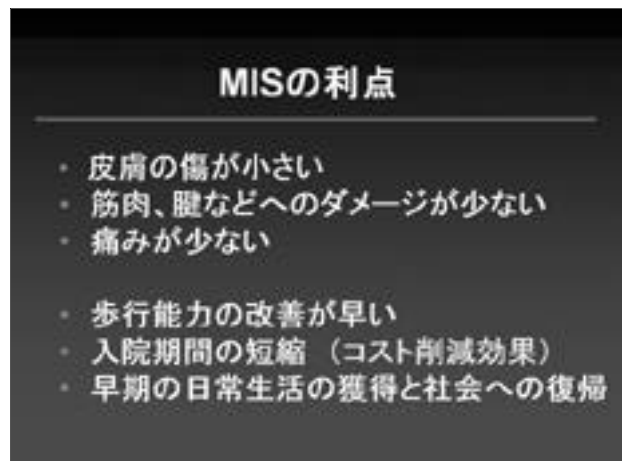 MISの利点
・ 皮膚の傷が小さい
・ 筋肉、腱などへのダメージが少ない
・ 痛みが少ない
・ 歩行能力の改善が早い
・ 入院期間の短縮 （コスト削減効果）
・ 早期の日常生活の獲得と社会への復帰